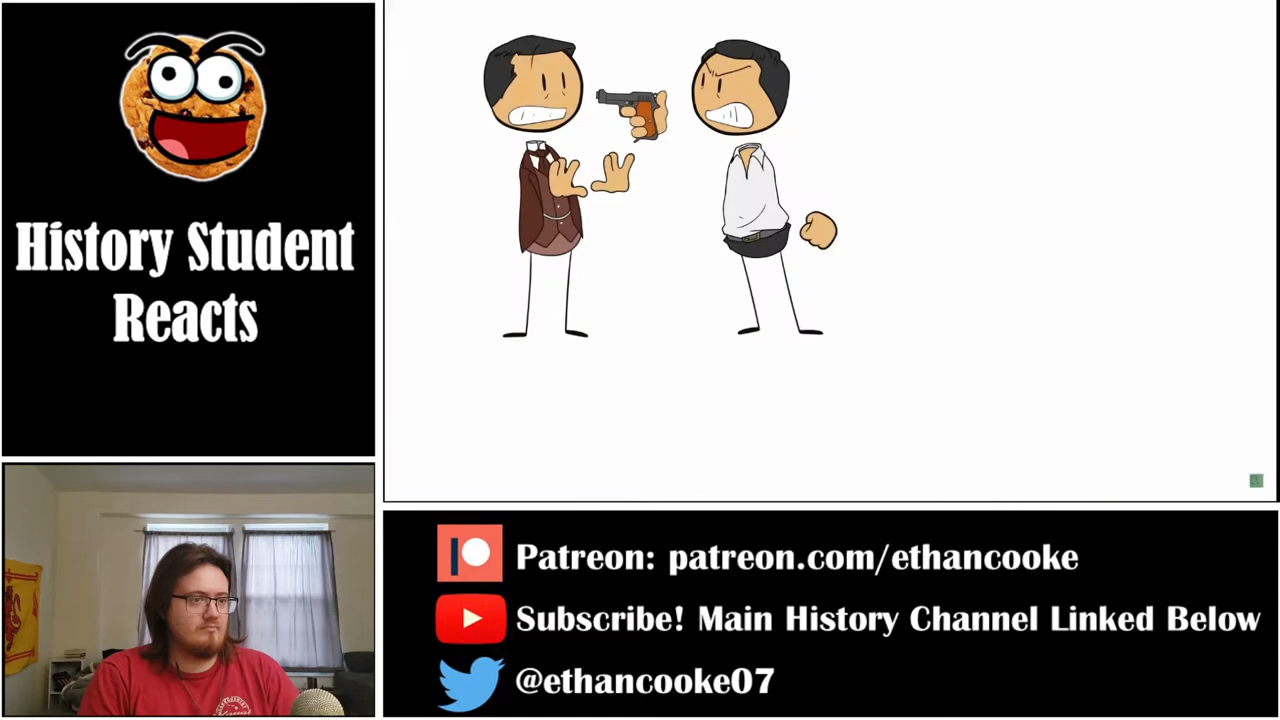 History Student
Reacts
Patreon: patreon.com/ethancooke
Subscribe! Main History Channel Linked Below
@ethancooke07